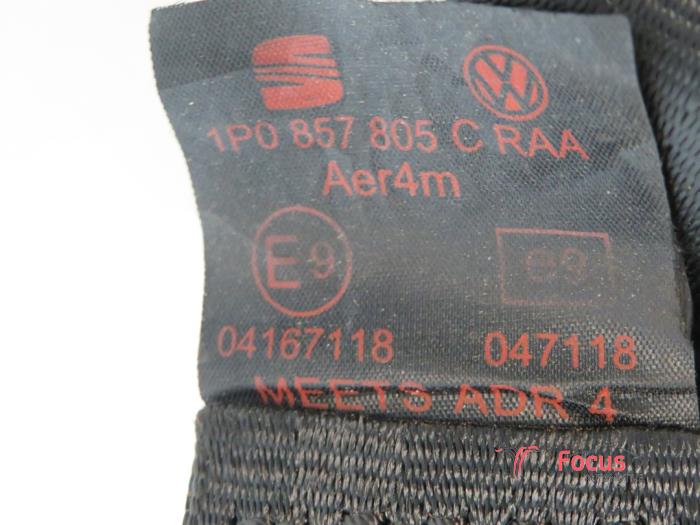 1P0 857 805 C RAA
Aer4m
E9 e9
04167118 047118
MEETS ADR 4
Focus